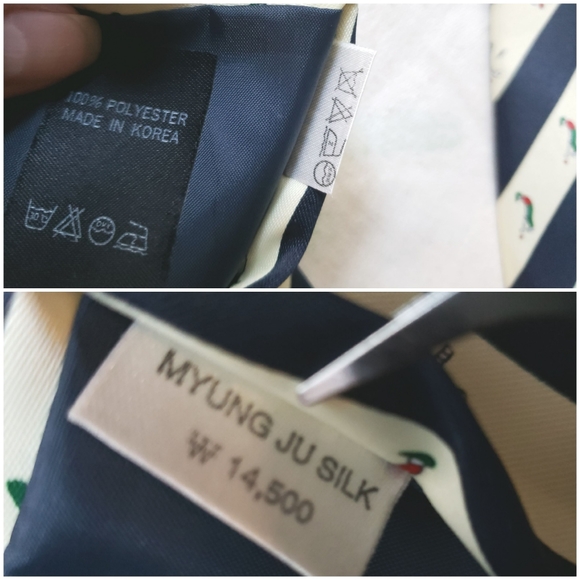 100% POLYESTER
MADE IN KOREA
MYUNG JU SILK
₩ 14,500